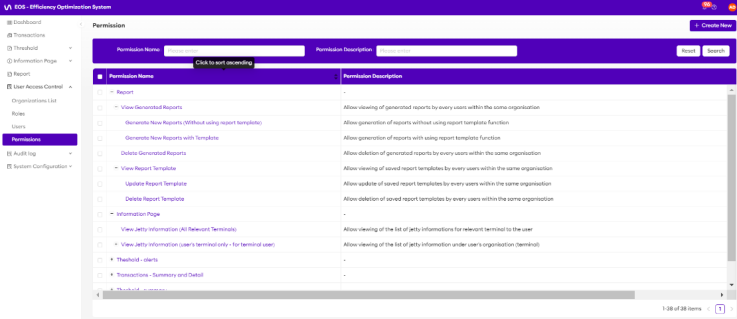 EOS - Efficiency Optimization System
Dashboard
Transactions
Threshold
Information Page
Report
User Access Control
Organizations List
Roles
Users
Permissions
Audit log
System Configuration
Permission
+ Create New
Permission Name
Please enter
Permission Description
Please enter
Reset
Search
Click to sort ascending
Permission Name
Permission Description
Report
-
View Generated Reports
Allow viewing of generated reports by every users within the same organisation
Generate New Reports (Without using report template)
Allow generation of reports without using report template function
Generate New Reports with Template
Allow generation of reports with using report template function
Delete Generated Reports
Allow deletion of generated reports by every users within the same organisation
View Report Template
Allow viewing of saved report templates by every users within the same organisation
Update Report Template
Allow update of saved report templates by every users within the same organisation
Delete Report Template
Allow deletion of saved report templates by every users within the same organisation
Information Page
-
View Jetty Information (All Relevant Terminals)
Allow viewing of the list of jetty informations for relevant terminal to the user
View Jetty Information (user's terminal only - for terminal user)
Allow viewing of the list of jetty information under user's organisation (terminal)
Theshold - alerts
-
Transactions - Summary and Detail
-
1-38 of 38 items
1